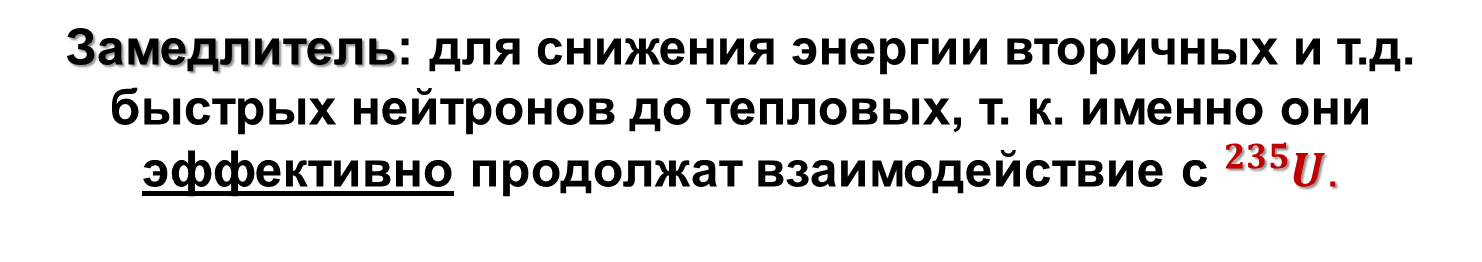 Замедлитель: для снижения энергии вторичных и т.д.
быстрых нейтронов до тепловых, т. к. именно они
эффективно продолжат взаимодействие с ²³⁵U.